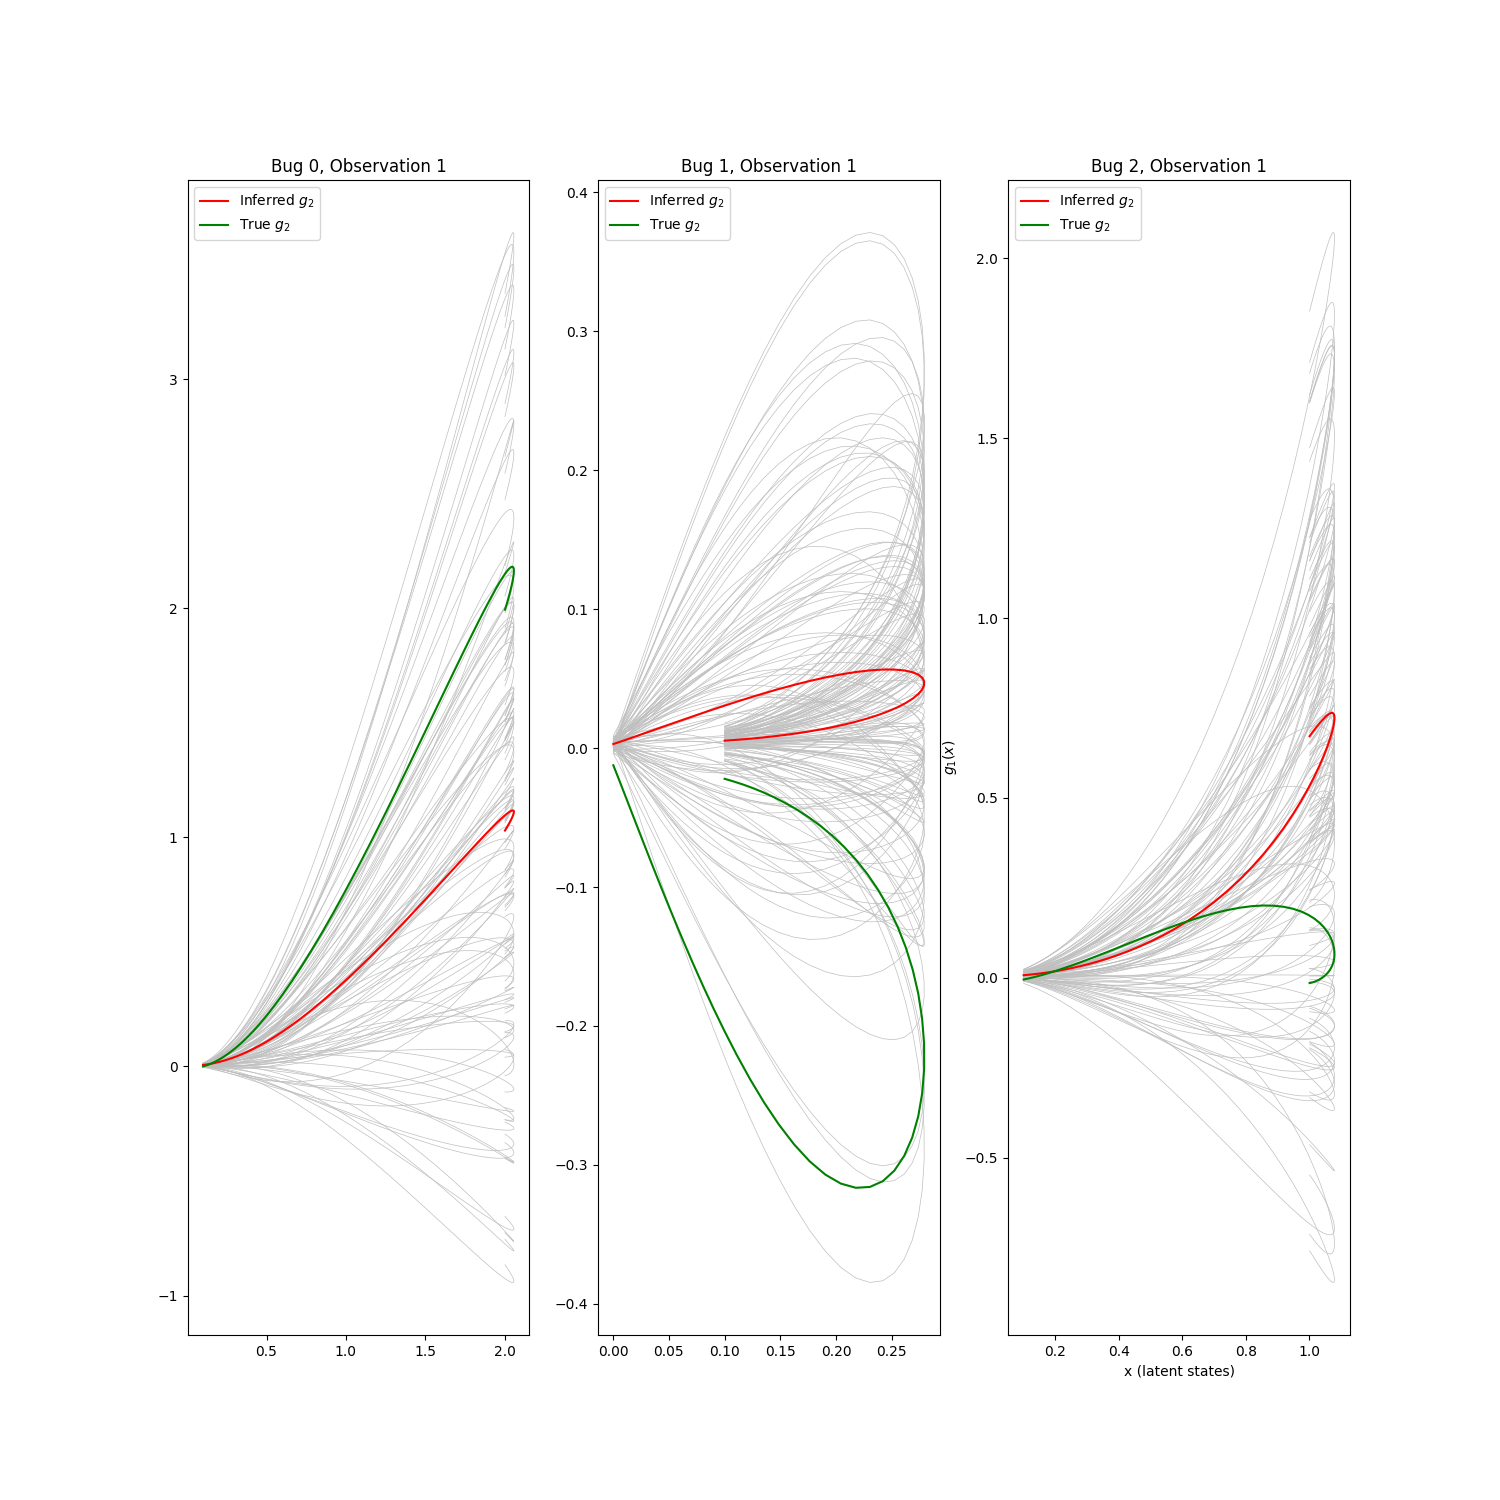 Bug 0, Observation 1
Inferred g₂
True g₂
3
2
1
0
−1
0.5 1.0 1.5 2.0
Bug 1, Observation 1
Inferred g₂
True g₂
0.4
0.3
0.2
0.1
0.0
−0.1
−0.2
−0.3
−0.4
0.00 0.05 0.10 0.15 0.20 0.25
Bug 2, Observation 1
Inferred g₂
True g₂
2.0
1.5
1.0
0.5
0.0
−0.5
g₁(x)
0.2 0.4 0.6 0.8 1.0
x (latent states)